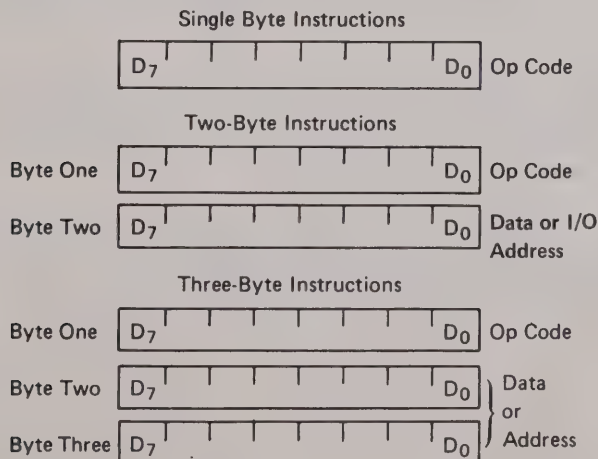 Single Byte Instructions
D7 D0 Op Code
Two-Byte Instructions
Byte One D7 D0 Op Code
Byte Two D7 D0 Data or I/O
Address
Three-Byte Instructions
Byte One D7 D0 Op Code
Byte Two D7 D0 Data
or
Byte Three D7 D0 Address